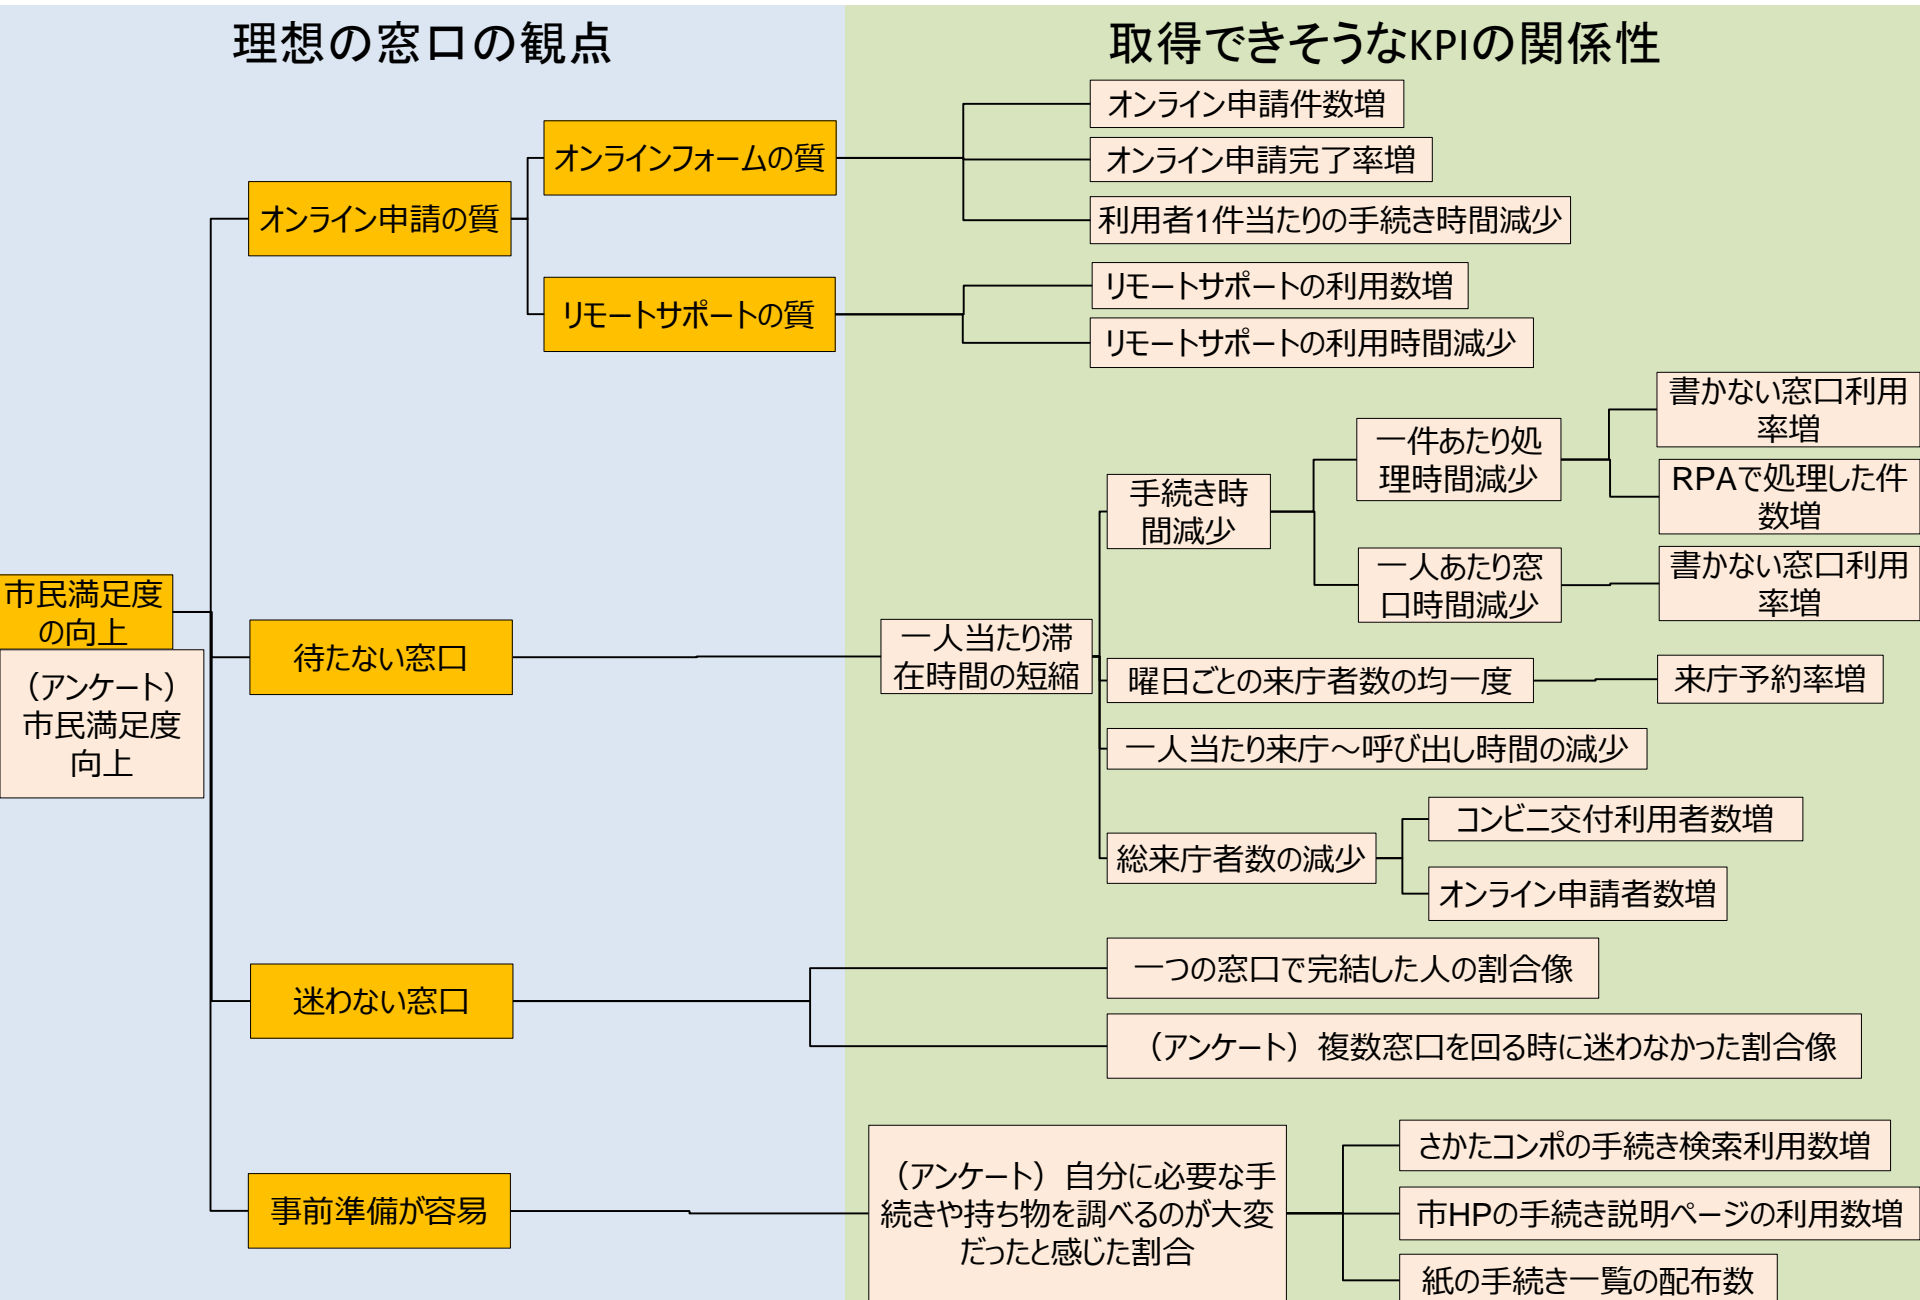 理想の窓口の観点
取得できそうなKPIの関係性
市民満足度
の向上
（アンケート）
市民満足度
向上
オンライン申請の質
オンラインフォームの質
オンライン申請件数増
オンライン申請完了率増
利用者1件当たりの手続き時間減少
リモートサポートの質
リモートサポートの利用数増
リモートサポートの利用時間減少
待たない窓口
一人当たり滞
在時間の短縮
手続き時
間減少
一件あたり処
理時間減少
書かない窓口利用
率増
RPAで処理した件
数増
一人あたり窓
口時間減少
書かない窓口利用
率増
曜日ごとの来庁者数の均一度
来庁予約率増
一人当たり来庁～呼び出し時間の減少
総来庁者数の減少
コンビニ交付利用者数増
オンライン申請者数増
迷わない窓口
一つの窓口で完結した人の割合像
（アンケート）複数窓口を回る時に迷わなかった割合像
事前準備が容易
（アンケート）自分に必要な手
続きや持ち物を調べるのが大変
だったと感じた割合
さかたコンポの手続き検索利用数増
市HPの手続き説明ページの利用数増
紙の手続き一覧の配布数